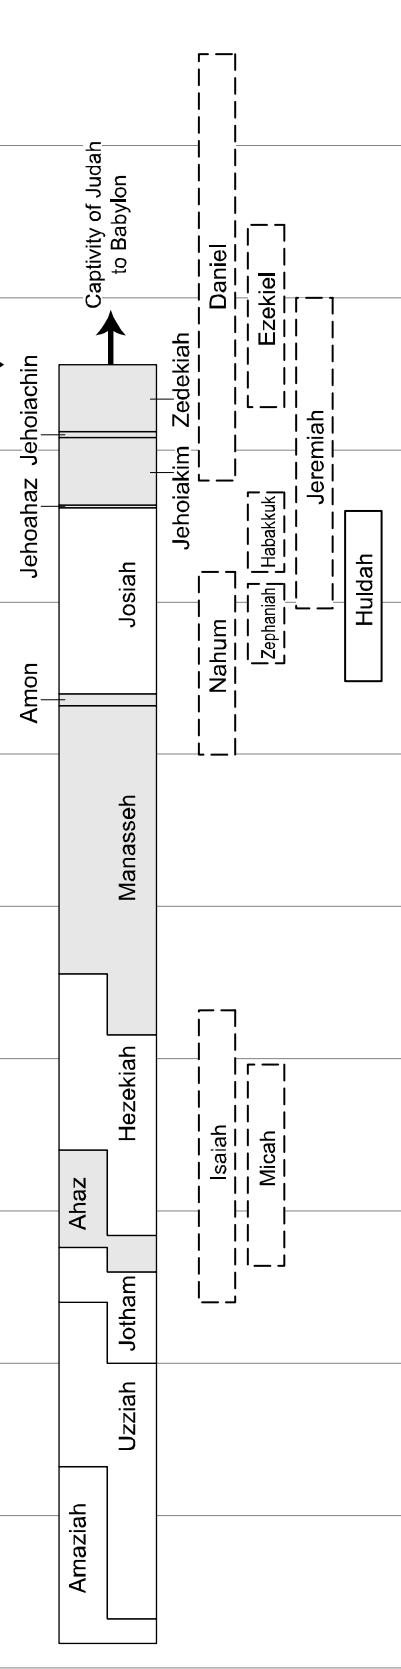 Captivity of Judah
to Babylon
Jehoiachin
Jehoahaz
Amon
Zedekiah
Jehoiakim
Josiah
Manasseh
Hezekiah
Ahaz
Jotham
Uzziah
Amaziah
Daniel
Nahum
Isaiah
Ezekiel
Habakkuk
Zephaniah
Micah
Jeremiah
Huldah